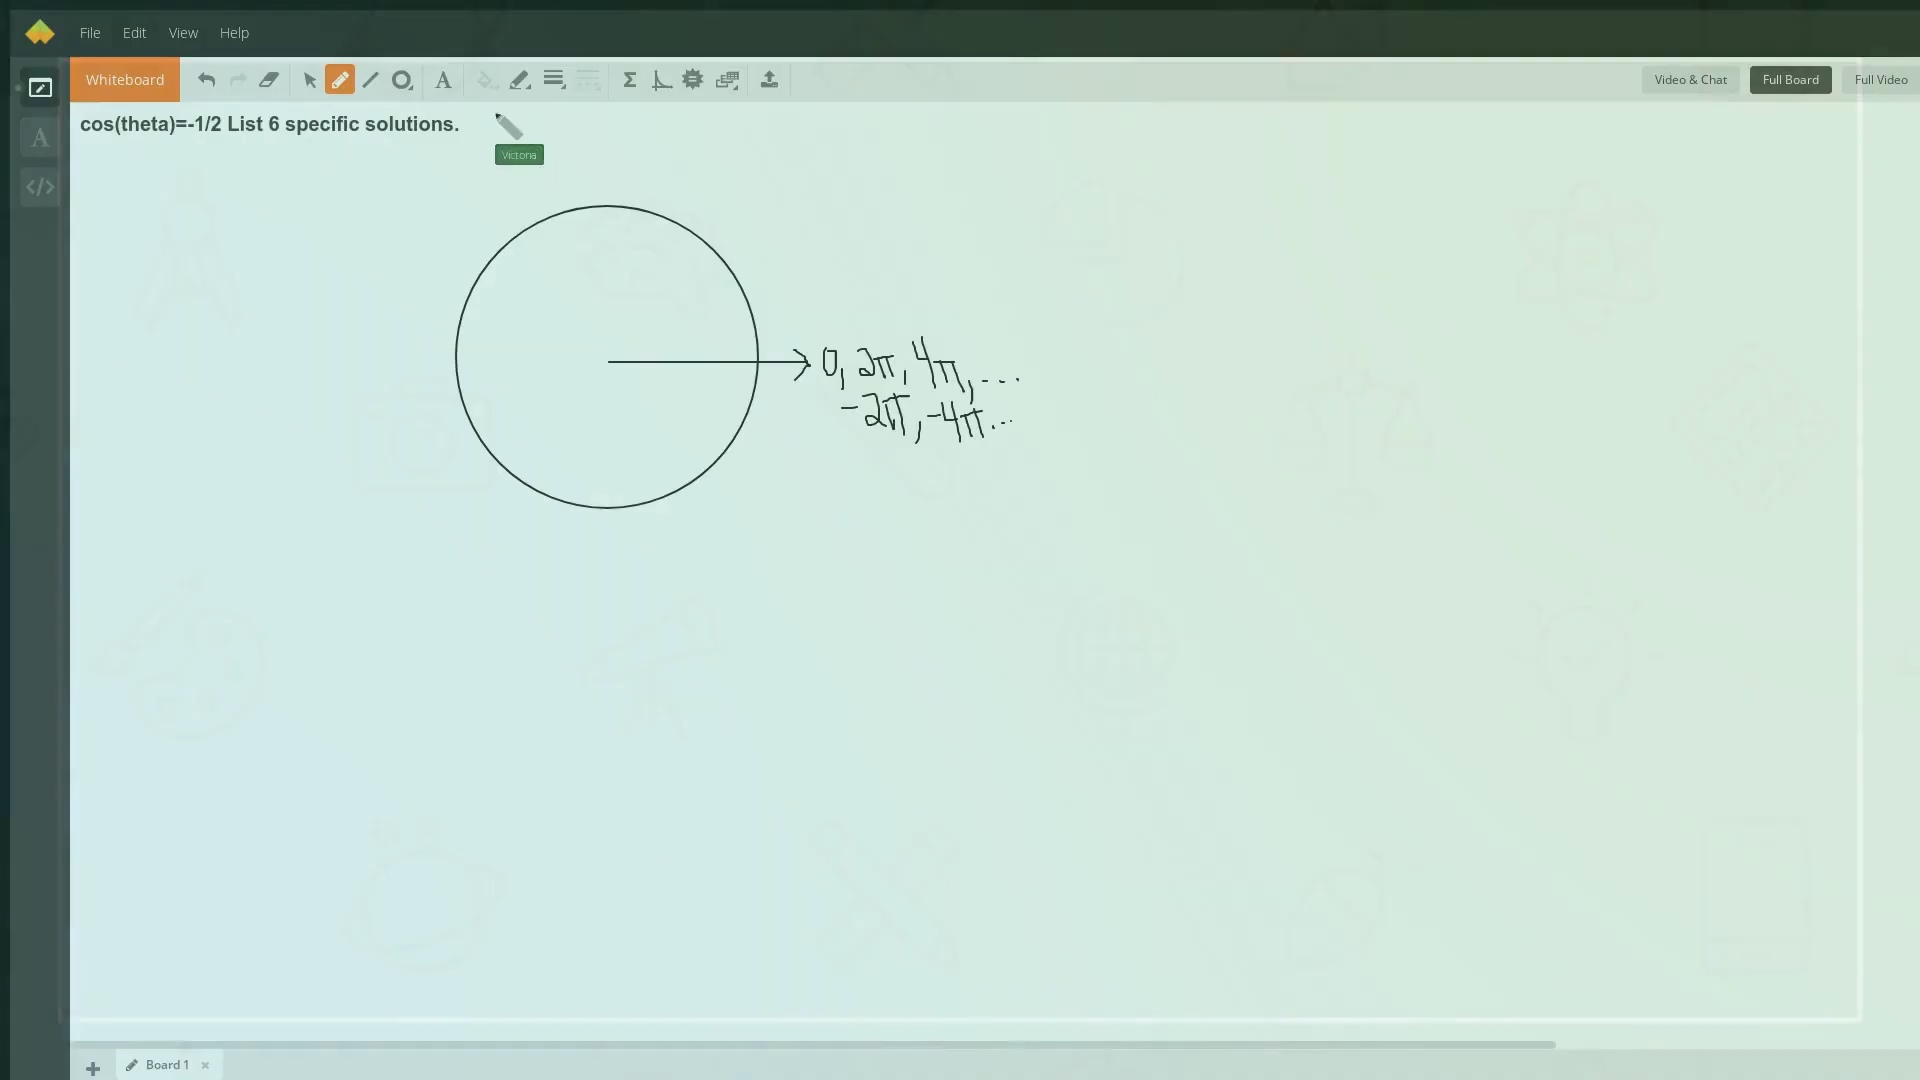 File Edit View Help
Whiteboard A Σ Video & Chat Full Board Full Video
A
</>
cos(theta)=-1/2 List 6 specific solutions.
Victoria
0, 2π, 4π, ....
-2π, -4π...
+ Board 1 ×